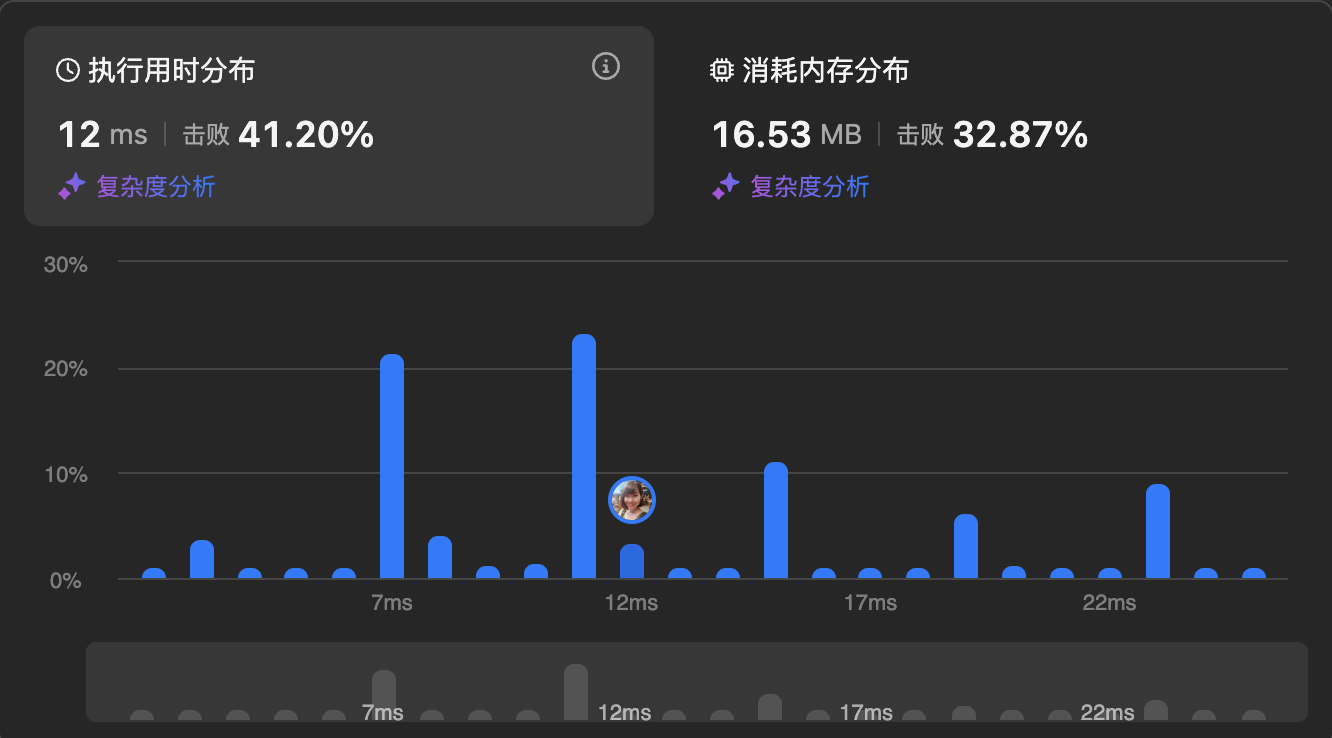 执行用时分布
12 ms | 击败 41.20%
复杂度分析
消耗内存分布
16.53 MB | 击败 32.87%
复杂度分析
30%
20%
10%
0%
7ms 12ms 17ms 22ms
7ms 12ms 17ms 22ms